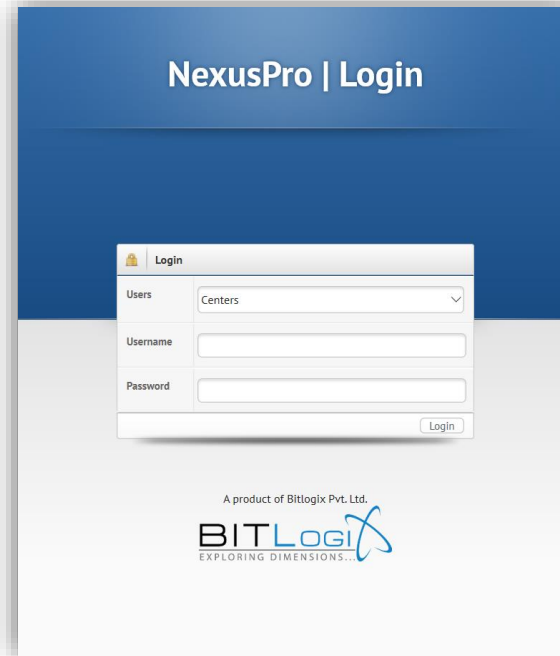 NexusPro | Login
Login
Users
Centers
Username
Password
Login
A product of Bitlogix Pvt. Ltd.
BITLOGIX
EXPLORING DIMENSIONS...